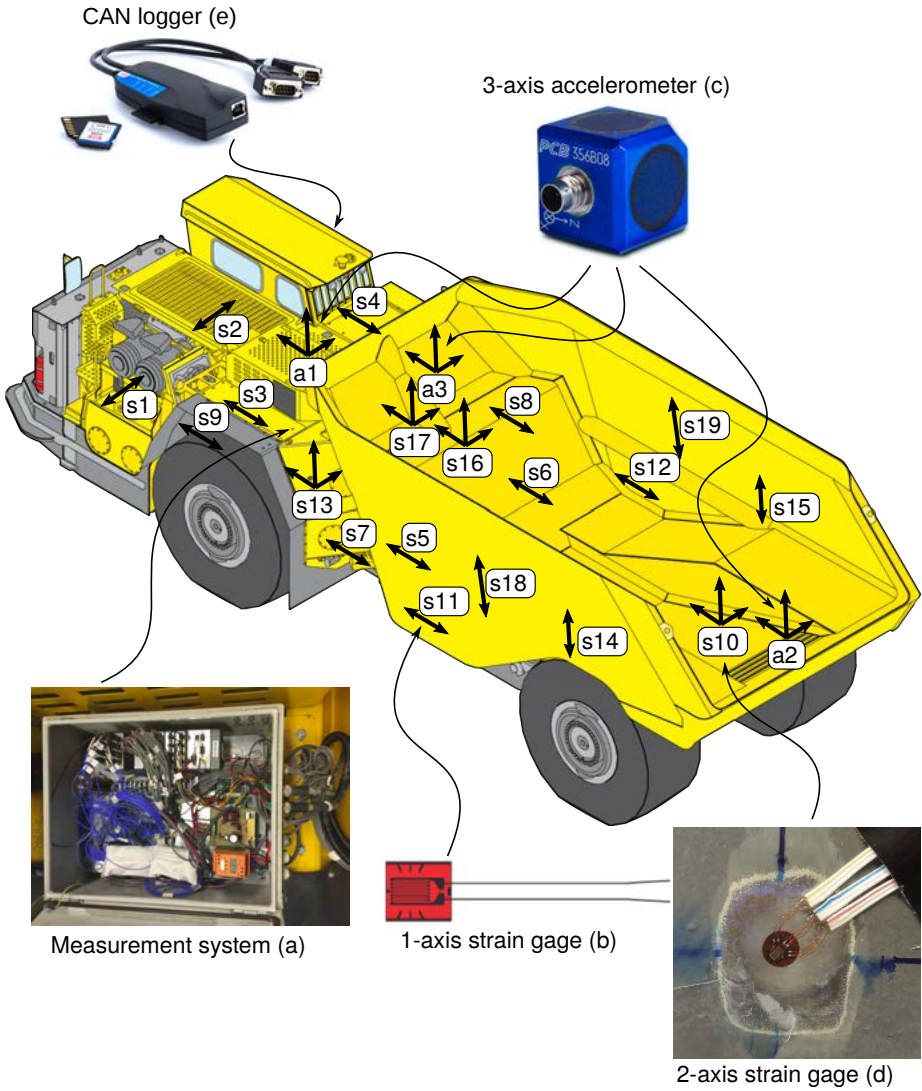 CAN logger (e)
3-axis accelerometer (c)
PCB 356B08
X
Z
s4
s2
a1
a3
s1
s3
s8
s9
s17
s19
s16
s12
s6
s13
s15
s7
s5
s18
s11
s14
s10
a2
Measurement system (a)
1-axis strain gage (b)
2-axis strain gage (d)